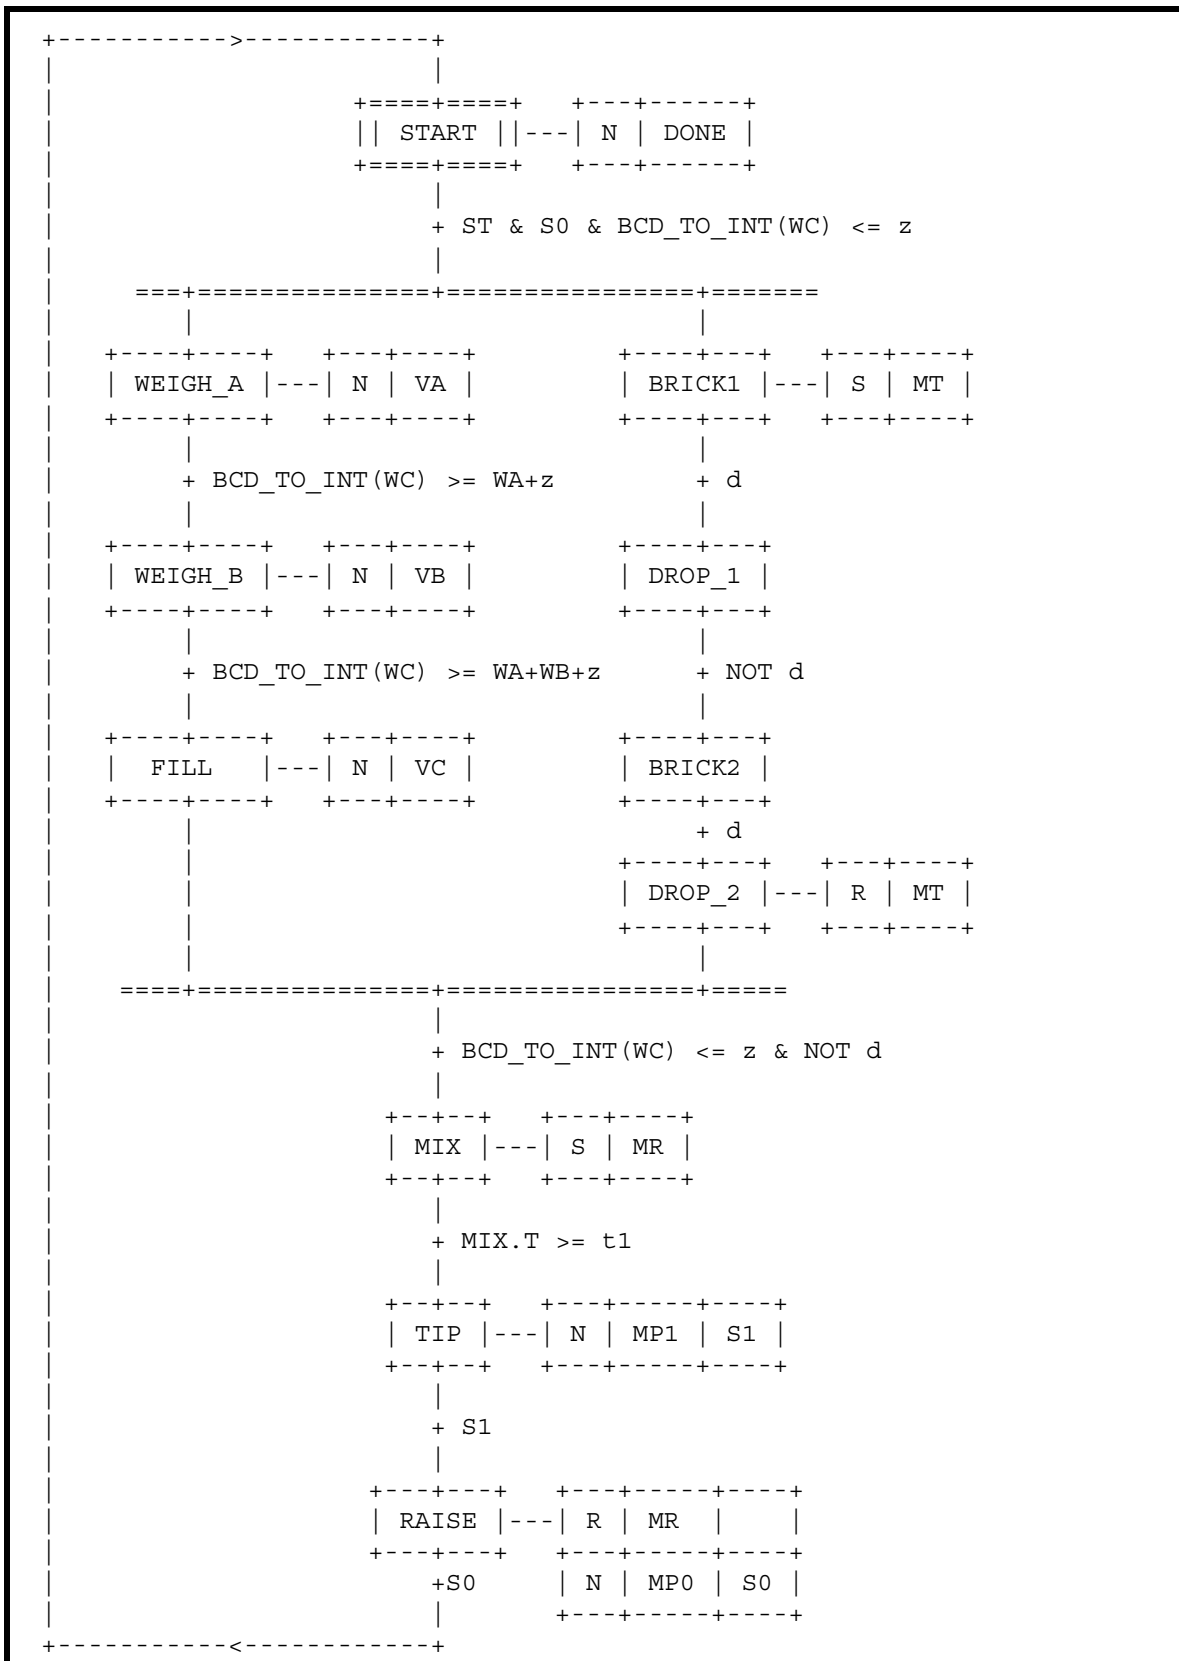 +----------->------------+
|                        |
|                   +====+====+   +---+------+
|                   || START ||---| N | DONE |
|                   +====+====+   +---+------+
|                        |
|                        + ST & S0 & BCD_TO_INT(WC) <= z
|                        |
|     ===+===============+================+=======
|        |                                |
|   +----+----+   +---+----+         +----+---+   +---+----+
|   | WEIGH_A |---| N | VA |         | BRICK1 |---| S | MT |
|   +----+----+   +---+----+         +----+---+   +---+----+
|        |                                |
|        + BCD_TO_INT(WC) >= WA+z         + d
|        |                                |
|   +----+----+   +---+----+         +----+---+
|   | WEIGH_B |---| N | VB |         | DROP_1 |
|   +----+----+   +---+----+         +----+---+
|        |                                |
|        + BCD_TO_INT(WC) >= WA+WB+z      + NOT d
|        |                                |
|   +----+----+   +---+----+         +----+---+
|   |  FILL   |---| N | VC |         | BRICK2 |
|   +----+----+   +---+----+         +----+---+
|        |                                + d
|        |                           +----+---+   +---+----+
|        |                           | DROP_2 |---| R | MT |
|        |                           +----+---+   +---+----+
|        |                                |
|    ====+===============+================+=====
|                        |
|                        + BCD_TO_INT(WC) <= z & NOT d
|                        |
|                     +--+--+   +---+----+
|                     | MIX |---| S | MR |
|                     +--+--+   +---+----+
|                        |
|                        + MIX.T >= t1
|                        |
|                     +--+--+   +---+-----+----+
|                     | TIP |---| N | MP1 | S1 |
|                     +--+--+   +---+-----+----+
|                        |
|                        + S1
|                        |
|                    +---+---+   +---+-----+----+
|                    | RAISE |---| R | MR  |    |
|                    +---+---+   +---+-----+----+
|                        +S0     | N | MP0 | S0 |
|                        |       +---+-----+----+
+-----------<------------+